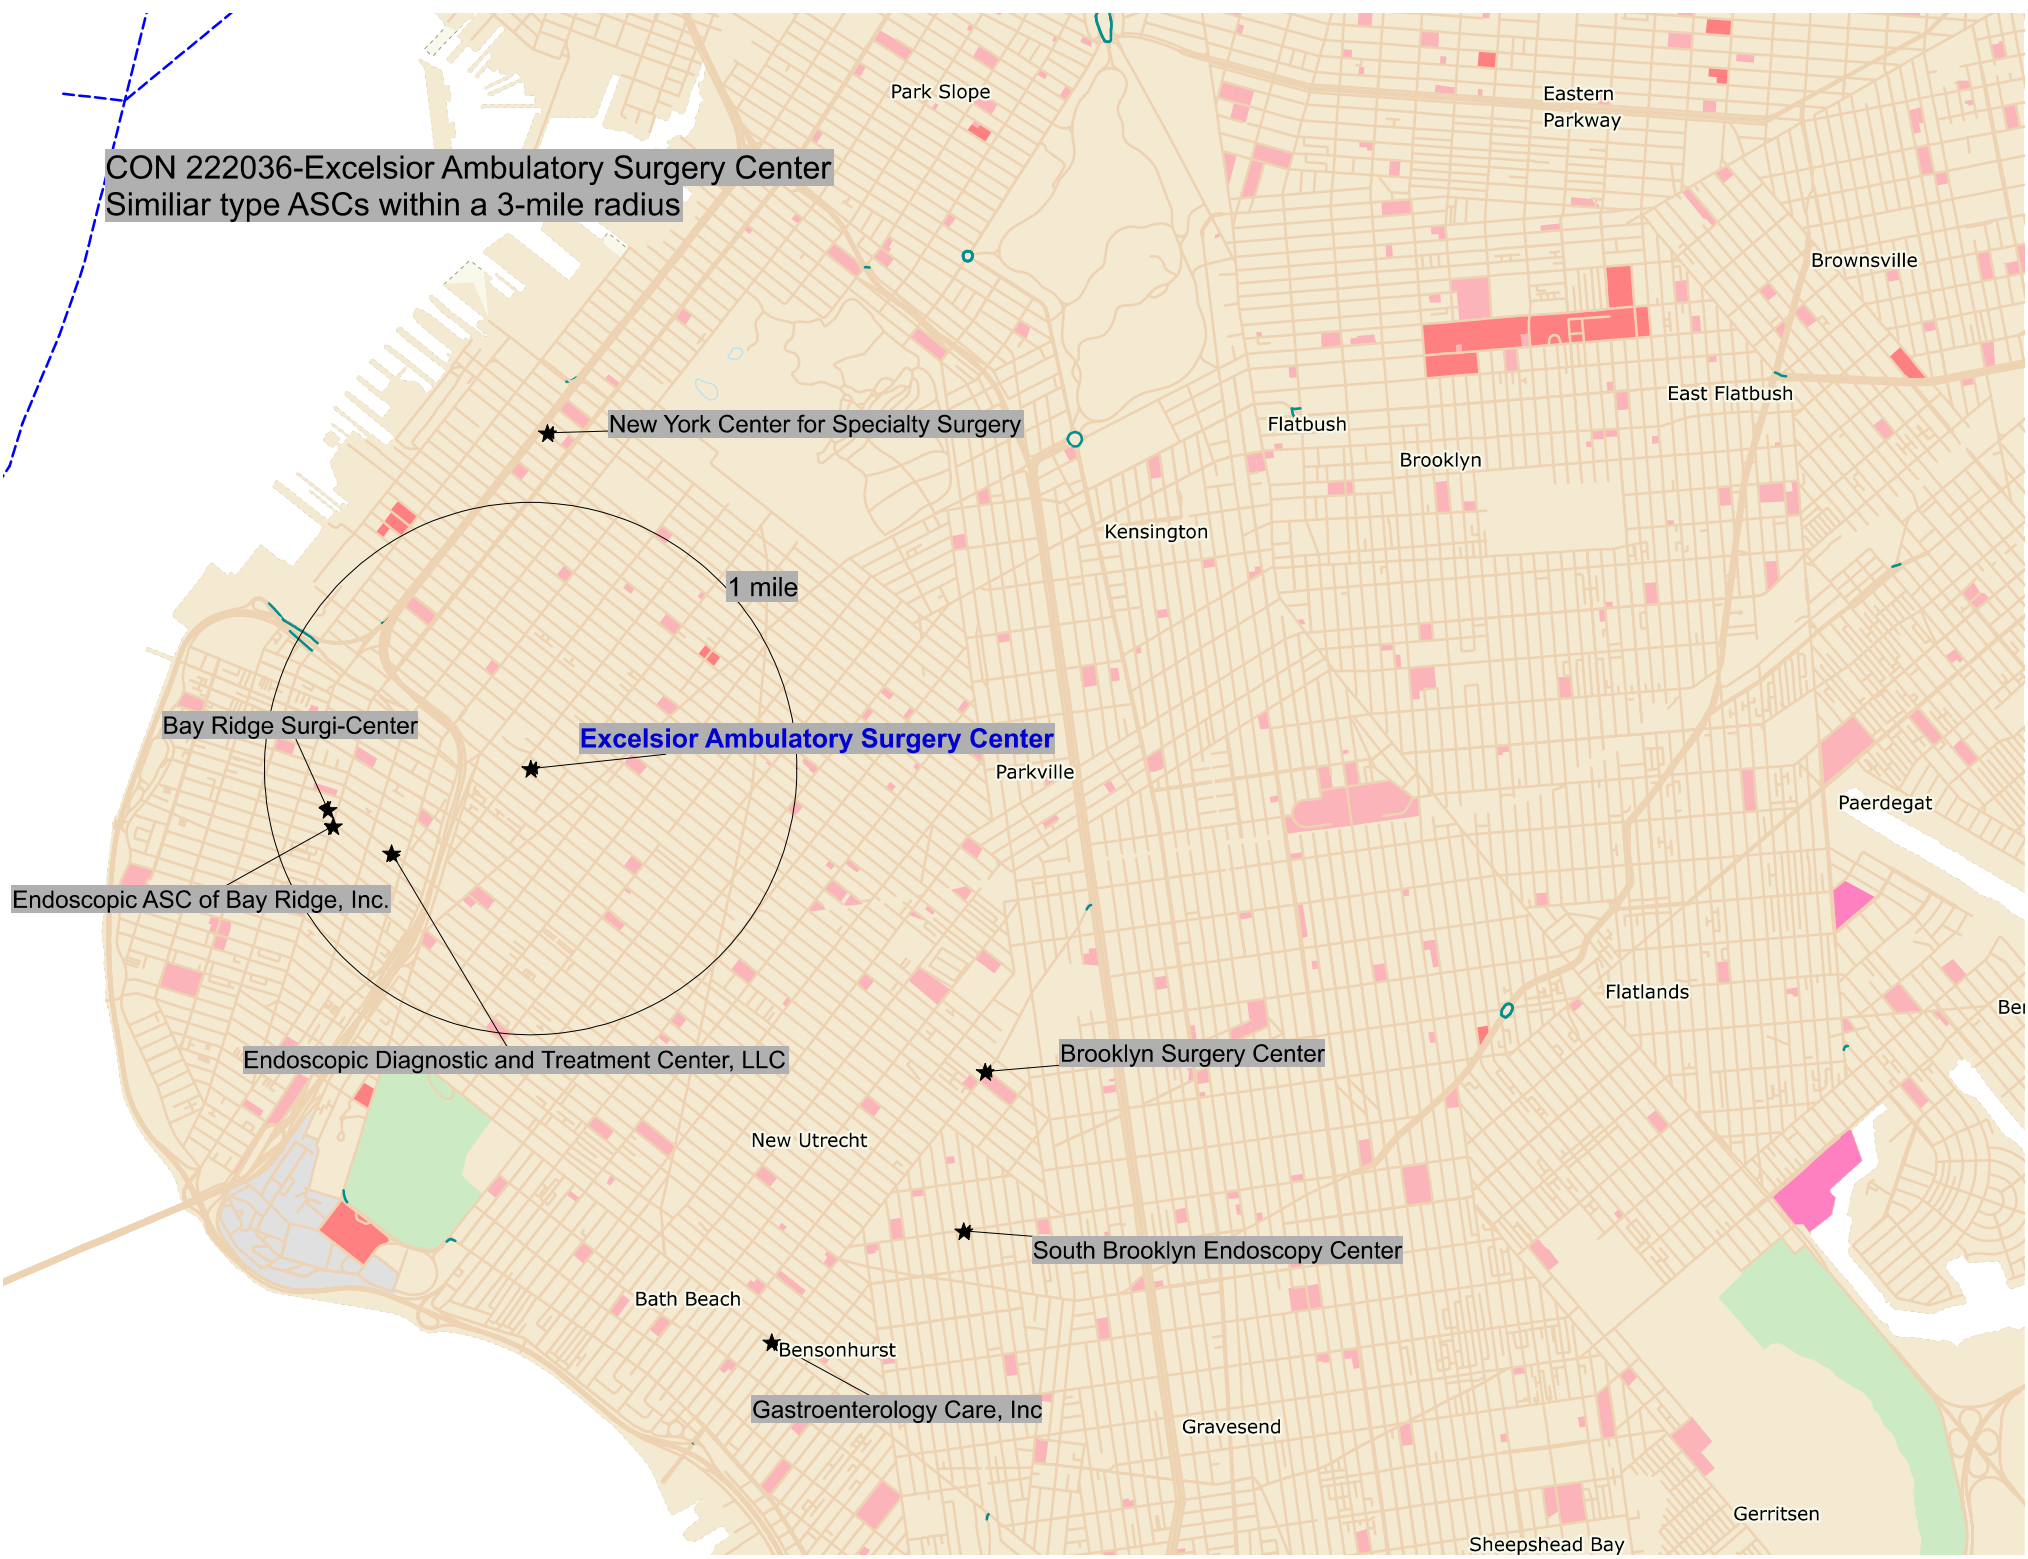 Park Slope
Eastern
Parkway
CON 222036-Excelsior Ambulatory Surgery Center
Similiar type ASCs within a 3-mile radius
Brownsville
East Flatbush
New York Center for Specialty Surgery
Flatbush
Brooklyn
Kensington
1 mile
Bay Ridge Surgi-Center
Excelsior Ambulatory Surgery Center
Parkville
Paerdegat
Endoscopic ASC of Bay Ridge, Inc.
Flatlands
Ber
Brooklyn Surgery Center
Endoscopic Diagnostic and Treatment Center, LLC
New Utrecht
South Brooklyn Endoscopy Center
Bath Beach
Bensonhurst
Gastroenterology Care, Inc
Gravesend
Gerritsen
Sheepshead Bay